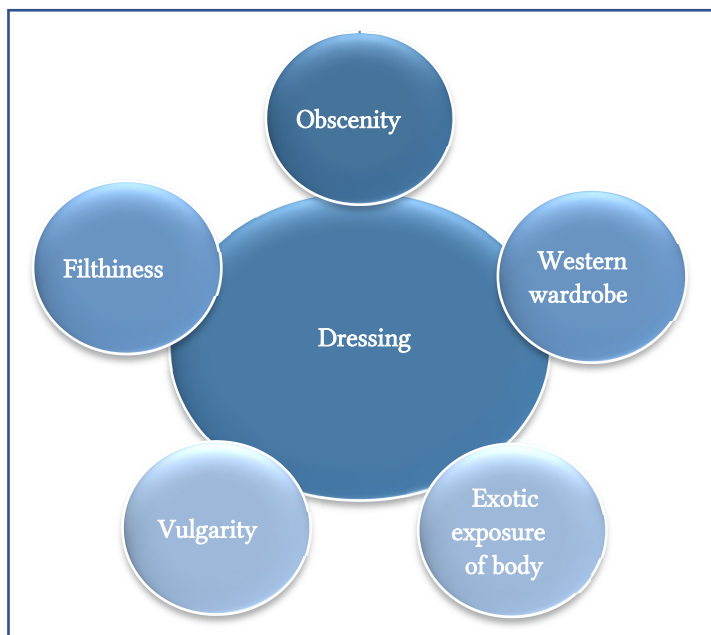 Obscenity
Filthiness
Western
wardrobe
Dressing
Vulgarity
Exotic
exposure
of body